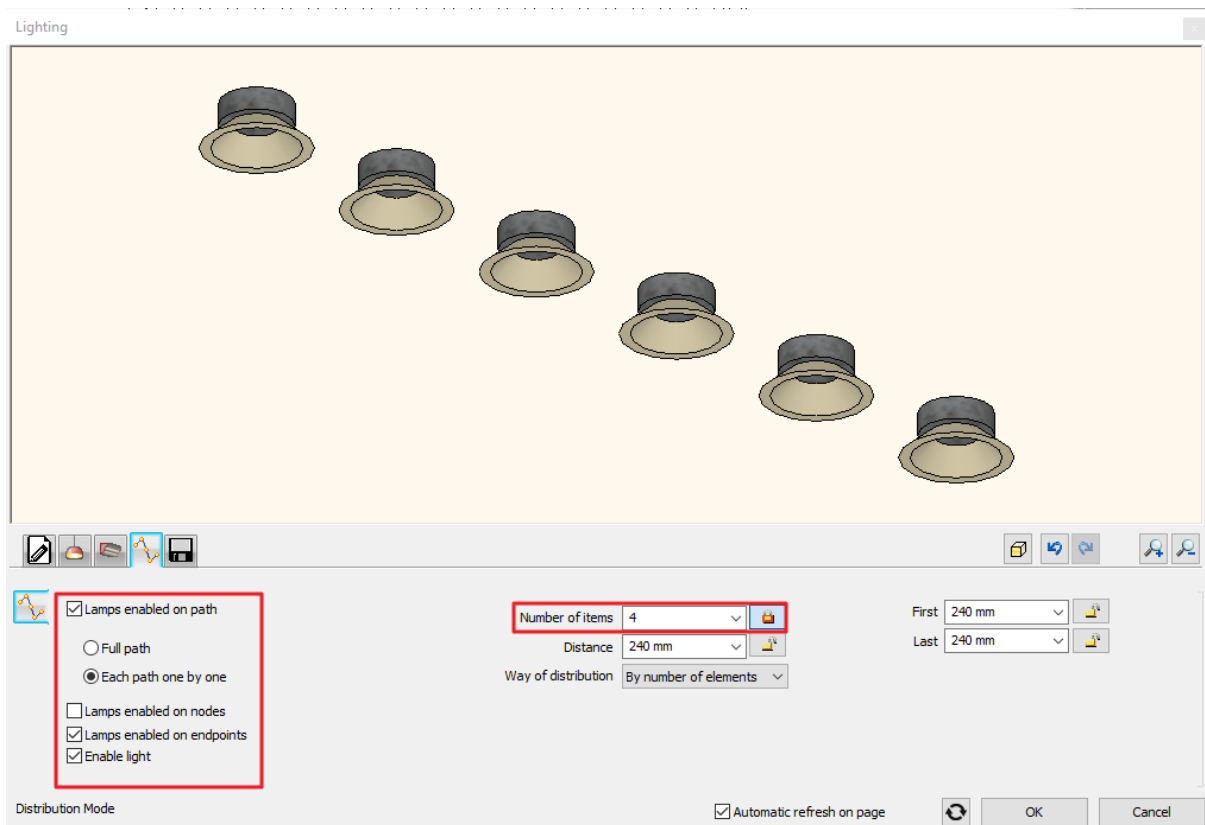 Lighting
x
Lamps enabled on path
Full path
Each path one by one
Lamps enabled on nodes
Lamps enabled on endpoints
Enable light
Number of items 4
Distance 240 mm
Way of distribution By number of elements
First 240 mm
Last 240 mm
Distribution Mode
Automatic refresh on page
OK
Cancel